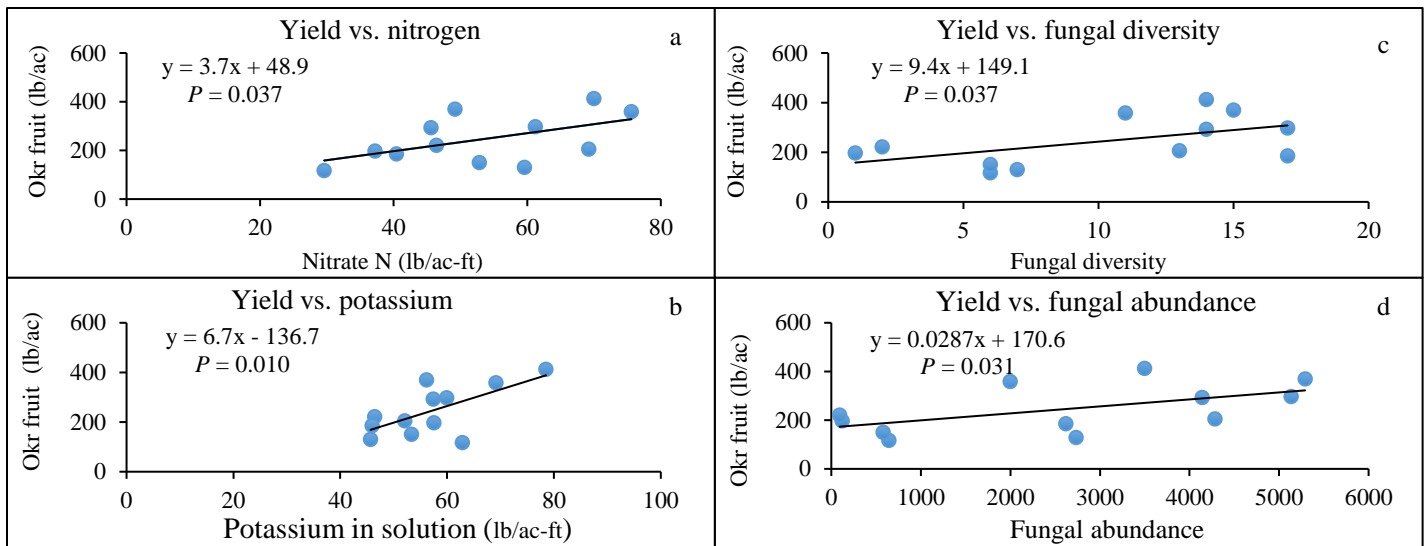 Yield vs. nitrogen
a
y = 3.7x + 48.9
P = 0.037
Okr fruit (lb/ac)
600
400
200
0
0 20 40 60 80
Nitrate N (lb/ac-ft)
Yield vs. fungal diversity
c
y = 9.4x + 149.1
P = 0.037
Okr fruit (lb/ac)
600
400
200
0
0 5 10 15 20
Fungal diversity
Yield vs. potassium
b
y = 6.7x - 136.7
P = 0.010
Okr fruit (lb/ac)
600
400
200
0
0 20 40 60 80 100
Potassium in solution (lb/ac-ft)
Yield vs. fungal abundance
d
y = 0.0287x + 170.6
P = 0.031
Okr fruit (lb/ac)
600
400
200
0
0 1000 2000 3000 4000 5000 6000
Fungal abundance